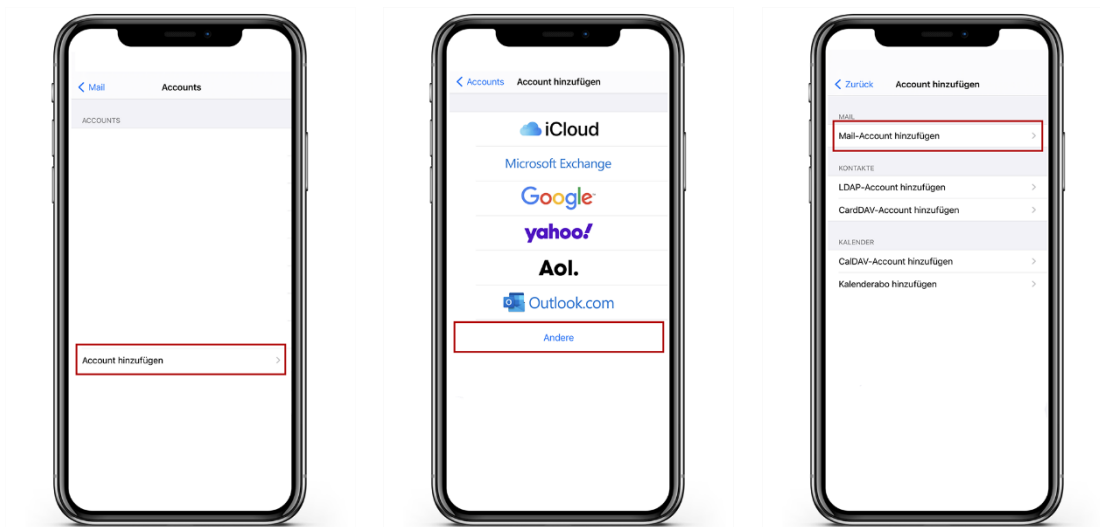 Mail
Accounts
ACCOUNTS
Account hinzufügen
Accounts
Account hinzufügen
iCloud
Microsoft Exchange
Google
yahoo!
Aol.
Outlook.com
Andere
Zurück
Account hinzufügen
MAIL
Mail-Account hinzufügen
KONTAKTE
LDAP-Account hinzufügen
CardDAV-Account hinzufügen
KALENDER
CalDAV-Account hinzufügen
Kalenderabo hinzufügen